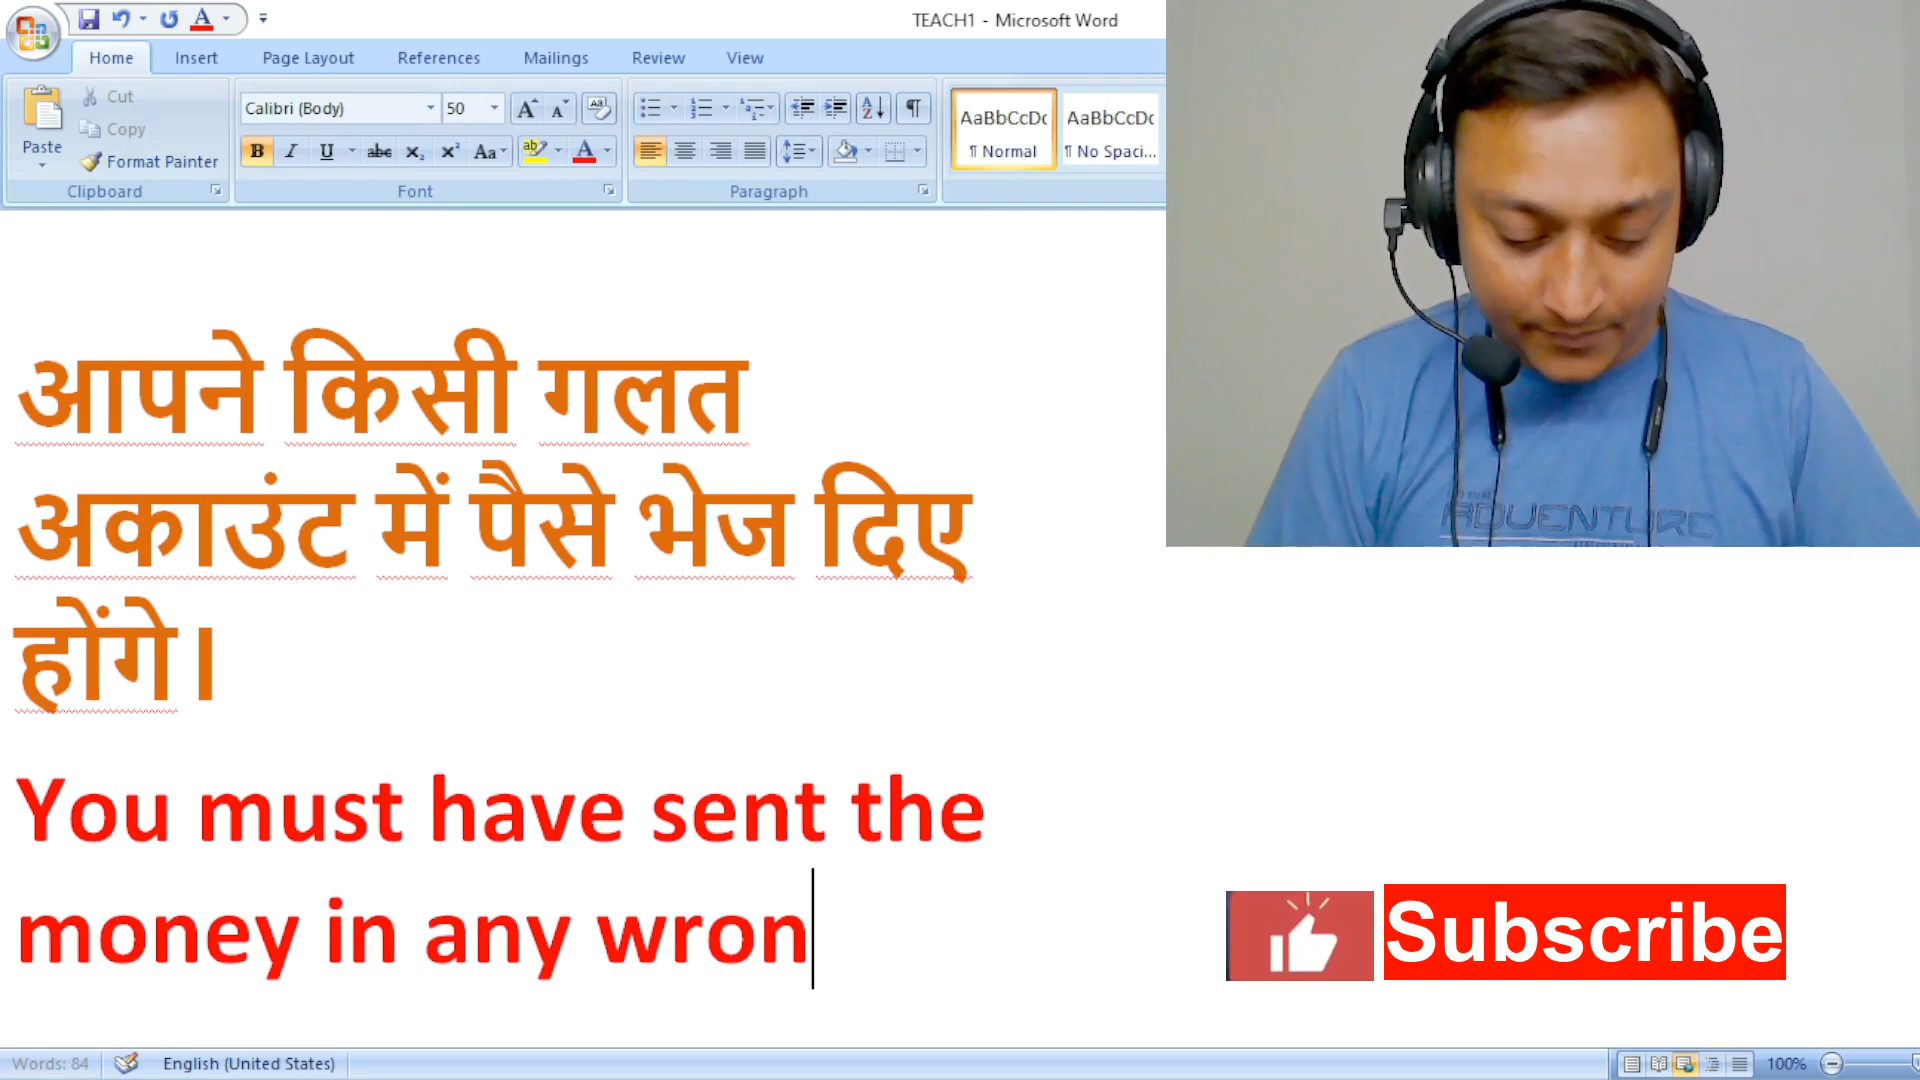 TEACH1 - Microsoft Word
Home Insert Page Layout References Mailings Review View
Paste
Cut
Copy
Format Painter
Clipboard
Calibri (Body) 50
Font
Paragraph
AaBbCcDc AaBbCcDc
¶ Normal ¶ No Spaci...
आपने किसी गलत
अकाउंट में पैसे भेज दिए
होंगे।
You must have sent the
money in any wron
ADVENTURE
Subscribe
Words: 84 English (United States) 100%